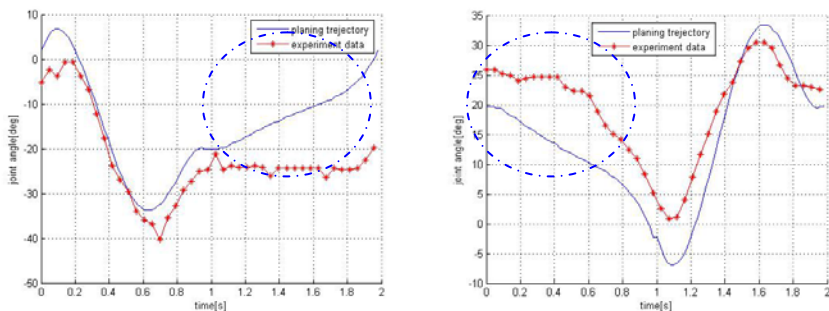 planing trejectory
experiment data
joint angle[deg]
10
0
-10
-20
-30
-40
-50
0 0.2 0.4 0.6 0.8 1 1.2 1.4 1.6 1.8 2
time[s]
planing trejectory
experiment data
joint angle[deg]
35
30
25
20
15
10
5
0
-5
-10
0 0.2 0.4 0.6 0.8 1 1.2 1.4 1.6 1.8 2
time[s]